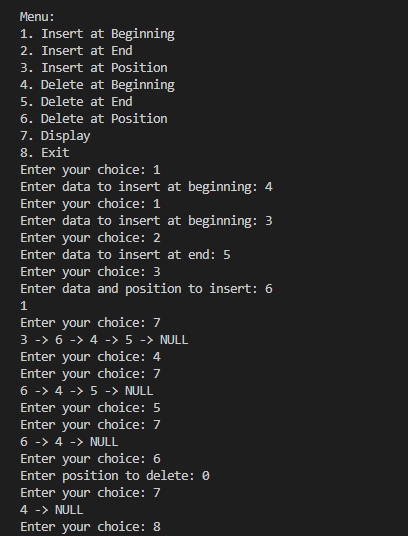 Menu:
1. Insert at Beginning
2. Insert at End
3. Insert at Position
4. Delete at Beginning
5. Delete at End
6. Delete at Position
7. Display
8. Exit
Enter your choice: 1
Enter data to insert at beginning: 4
Enter your choice: 1
Enter data to insert at beginning: 3
Enter your choice: 2
Enter data to insert at end: 5
Enter your choice: 3
Enter data and position to insert: 6
1
Enter your choice: 7
3 -> 6 -> 4 -> 5 -> NULL
Enter your choice: 4
Enter your choice: 7
6 -> 4 -> 5 -> NULL
Enter your choice: 5
Enter your choice: 7
6 -> 4 -> NULL
Enter your choice: 6
Enter position to delete: 0
Enter your choice: 7
4 -> NULL
Enter your choice: 8